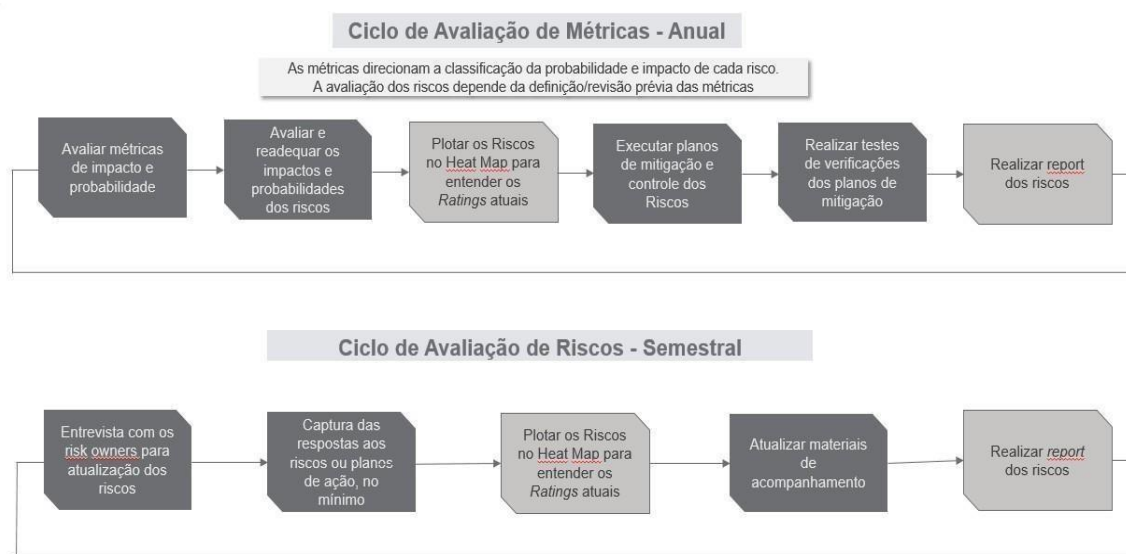 Ciclo de Avaliação de Métricas - Anual
As métricas direcionam a classificação da probabilidade e impacto de cada risco.
A avaliação dos riscos depende da definição/revisão prévia das métricas
Avaliar métricas
de impacto e
probabilidade
Avaliar e
readequar os
impactos e
probabilidades
dos riscos
Plotar os Riscos
no Heat Map para
entender os
Ratings atuais
Executar planos
de mitigação e
controle dos
Riscos
Realizar testes
de verificações
dos planos de
mitigação
Realizar report
dos riscos
Ciclo de Avaliação de Riscos - Semestral
Entrevista com os
risk owners para
atualização dos
riscos
Captura das
respostas aos
riscos ou planos
de ação, no
mínimo
Plotar os Riscos
no Heat Map para
entender os
Ratings atuais
Atualizar materiais
de
acompanhamento
Realizar report
dos riscos